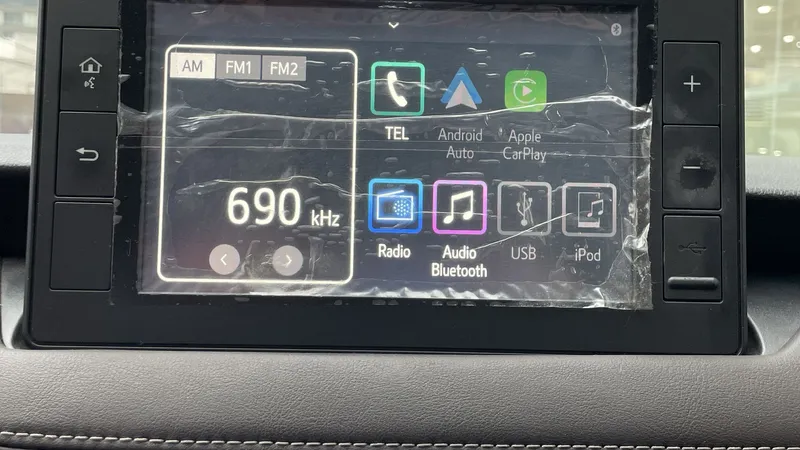 AM FM1 FM2
690 kHz
TEL
Android
Auto
Apple
CarPlay
Radio
Audio
Bluetooth
USB
iPod